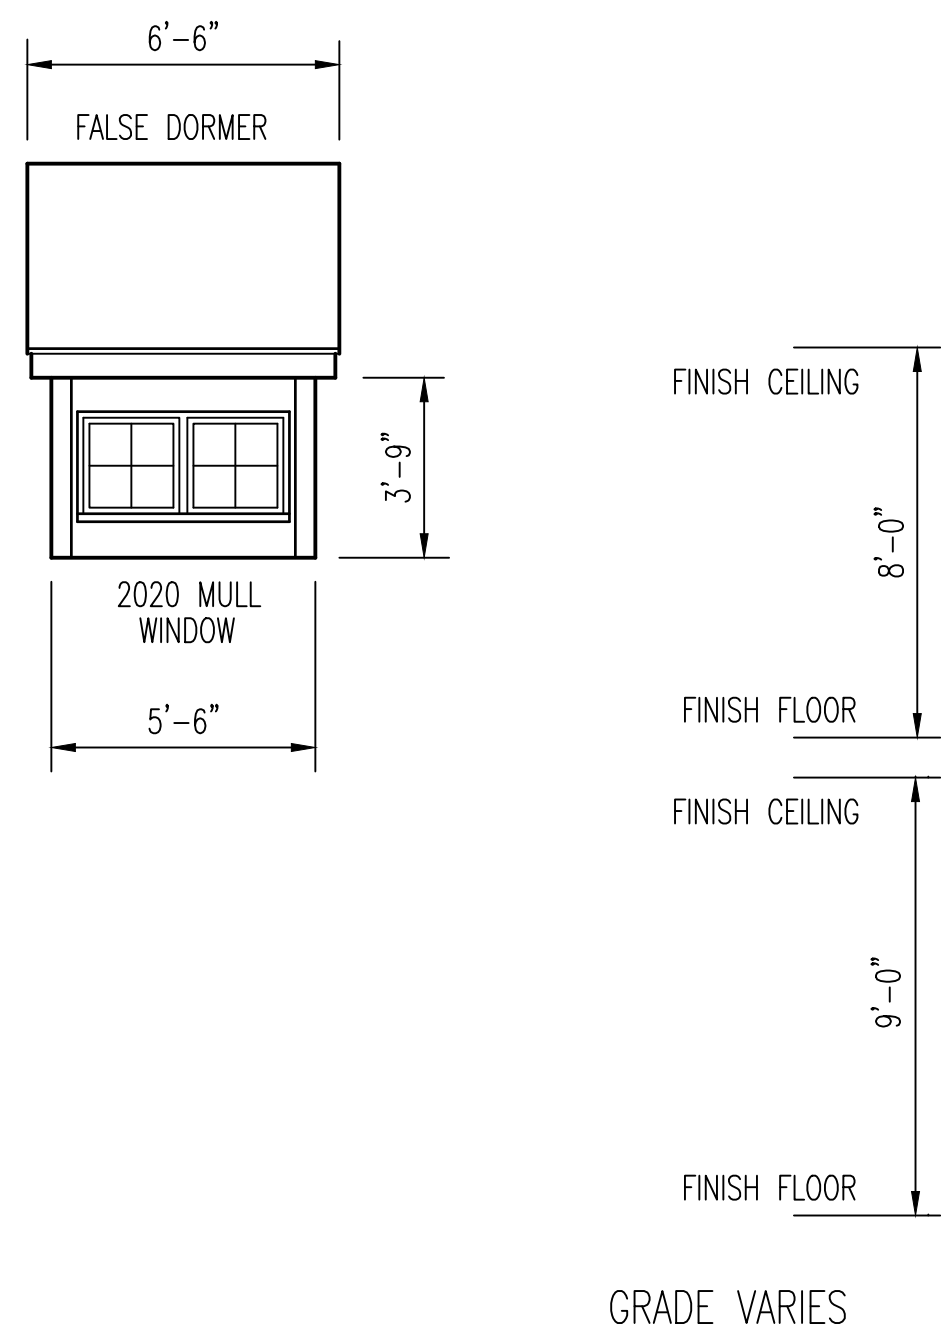 6'-6"
FALSE DORMER
3'-9"
2020 MULL
WINDOW
5'-6"
FINISH CEILING
8'-0"
FINISH FLOOR
FINISH CEILING
9'-0"
FINISH FLOOR
GRADE VARIES